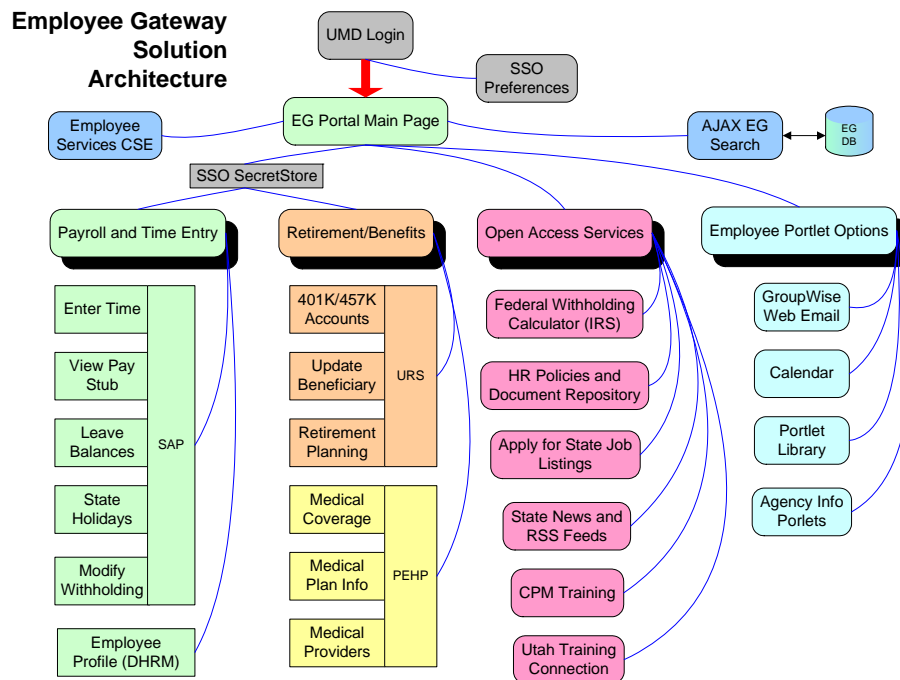 Employee Gateway
Solution
Architecture
UMD Login
SSO
Preferences
Employee
Services CSE
EG Portal Main Page
AJAX EG
Search
EG
DB
SSO SecretStore
Payroll and Time Entry
Retirement/Benefits
Open Access Services
Employee Portlet Options
Enter Time
View Pay
Stub
Leave
Balances
State
Holidays
Modify
Withholding
SAP
Employee
Profile (DHRM)
401K/457K
Accounts
Update
Beneficiary
Retirement
Planning
URS
Medical
Coverage
Medical
Plan Info
Medical
Providers
PEHP
Federal Withholding
Calculator (IRS)
HR Policies and
Document Repository
Apply for State Job
Listings
State News and
RSS Feeds
CPM Training
Utah Training
Connection
GroupWise
Web Email
Calendar
Portlet
Library
Agency Info
Porlets